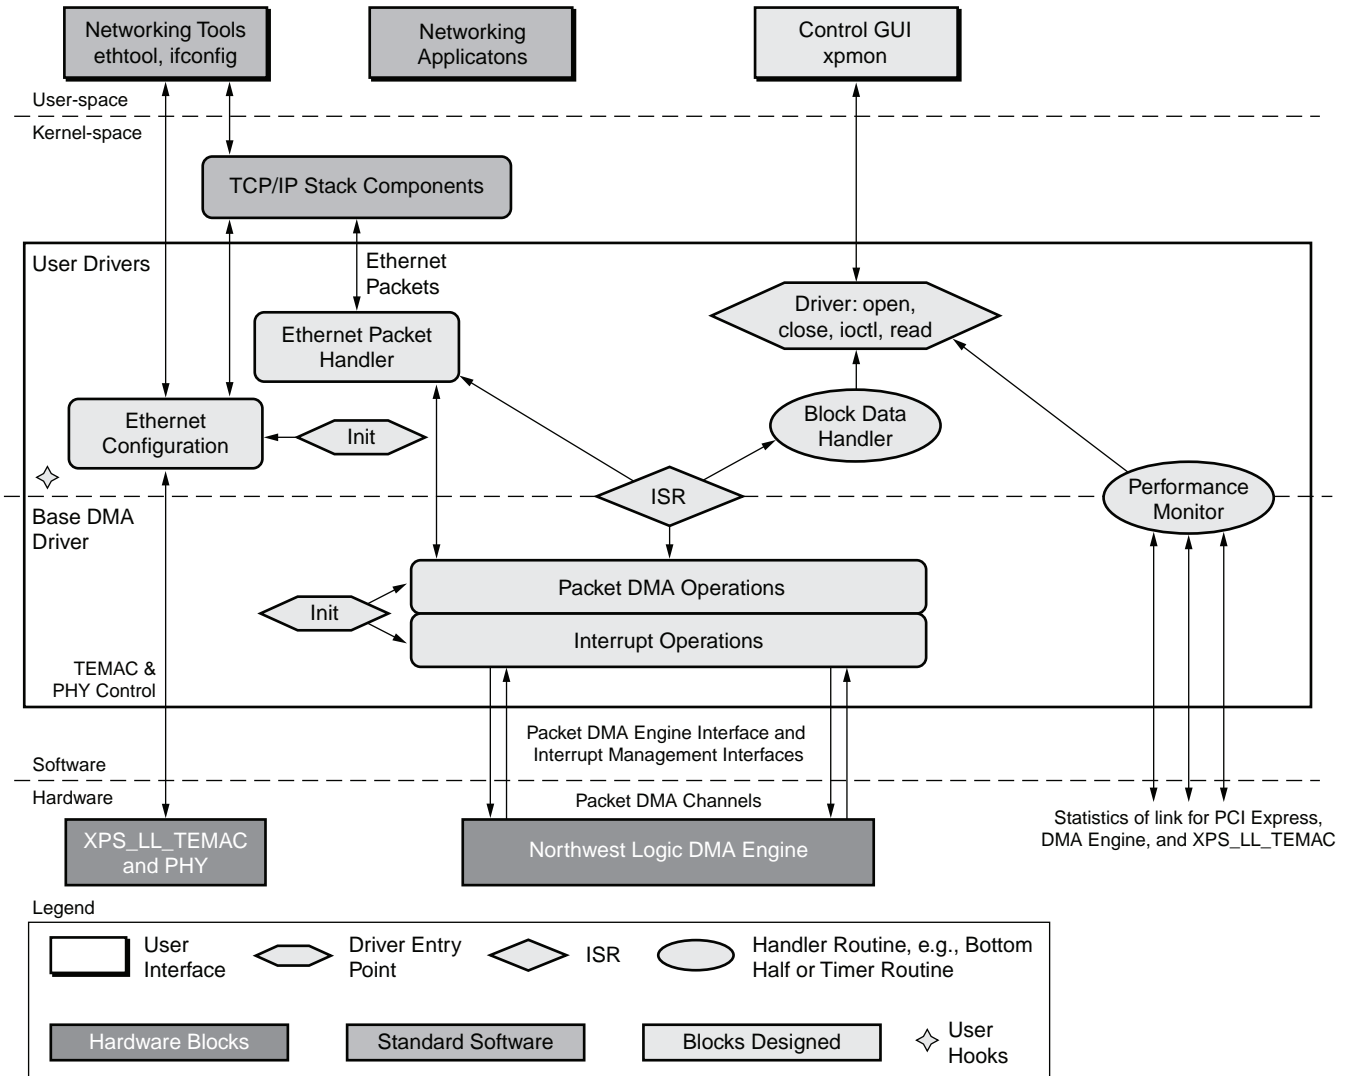 Networking Tools
ethtool, ifconfig
Networking
Applicatons
Control GUI
xpmon
User-space
Kernel-space
TCP/IP Stack Components
User Drivers
Ethernet
Packets
Driver: open,
close, ioctl, read
Ethernet Packet
Handler
Ethernet
Configuration
Init
Block Data
Handler
ISR
Performance
Monitor
Base DMA
Driver
Packet DMA Operations
Init
Interrupt Operations
TEMAC &
PHY Control
Packet DMA Engine Interface and
Interrupt Management Interfaces
Software
Hardware
Packet DMA Channels
Statistics of link for PCI Express,
DMA Engine, and XPS_LL_TEMAC
XPS_LL_TEMAC
and PHY
Northwest Logic DMA Engine
Legend
User
Interface
Driver Entry
Point
ISR
Handler Routine, e.g., Bottom
Half or Timer Routine
Hardware Blocks
Standard Software
Blocks Designed
User
Hooks